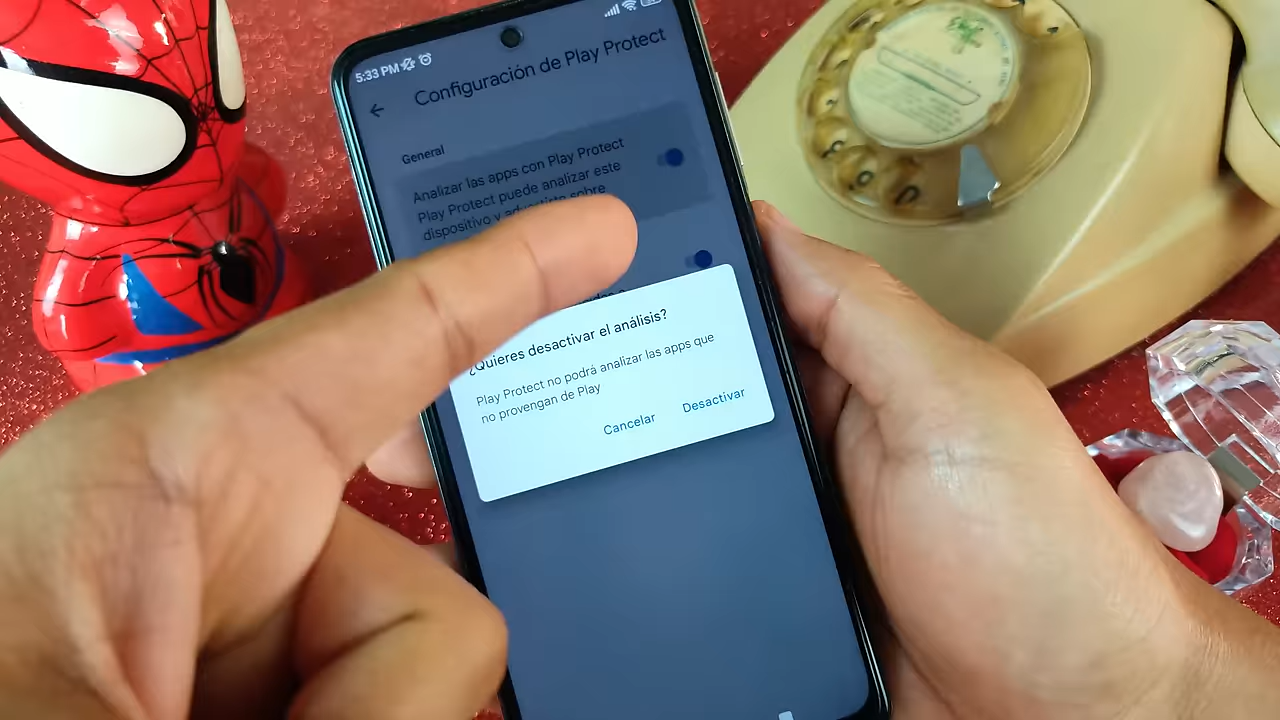 5:33 PM
Configuración de Play Protect
General
Analizar las apps con Play Protect
Play Protect puede analizar este
dispositivo y
sobre
¿Quieres desactivar el análisis?
Play Protect no podrá analizar las apps que
no provengan de Play
Cancelar
Desactivar